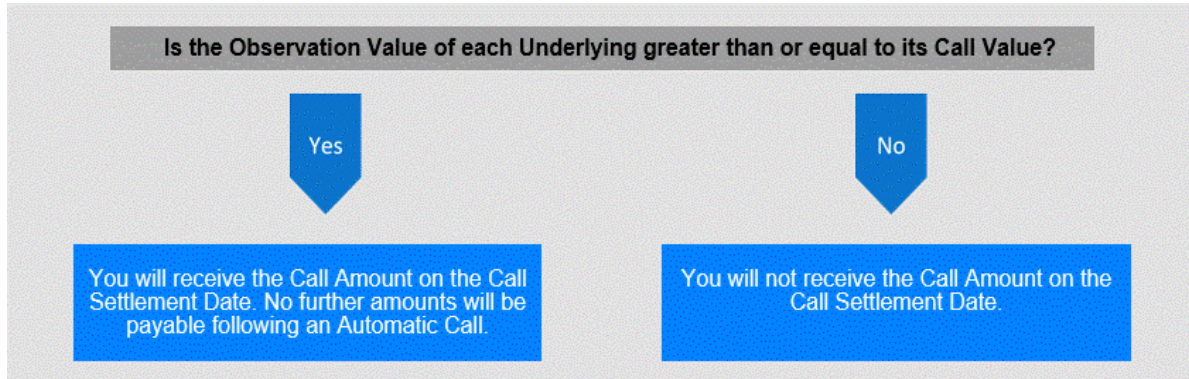 Is the Observation Value of each Underlying greater than or equal to its Call Value?
Yes
No
You will receive the Call Amount on the Call
Settlement Date. No further amounts will be
payable following an Automatic Call.
You will not receive the Call Amount on the
Call Settlement Date.